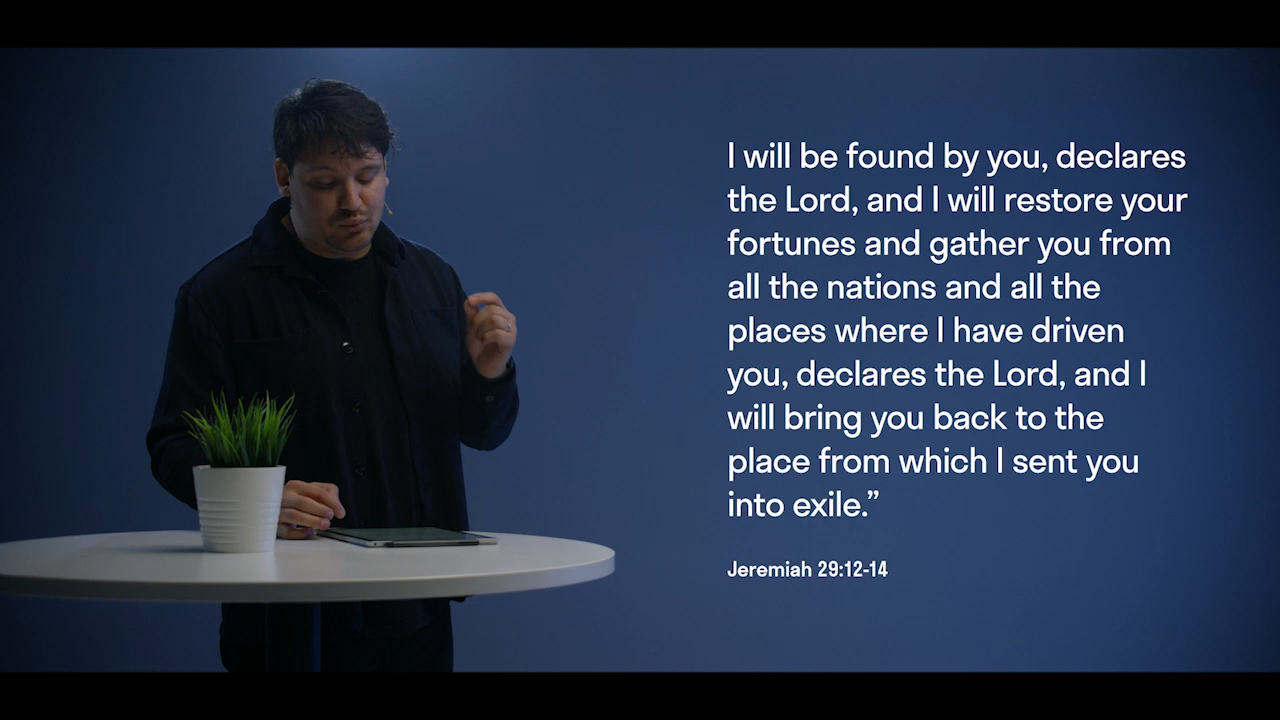 I will be found by you, declares
the Lord, and I will restore your
fortunes and gather you from
all the nations and all the
places where I have driven
you, declares the Lord, and I
will bring you back to the
place from which I sent you
into exile.”
Jeremiah 29:12-14